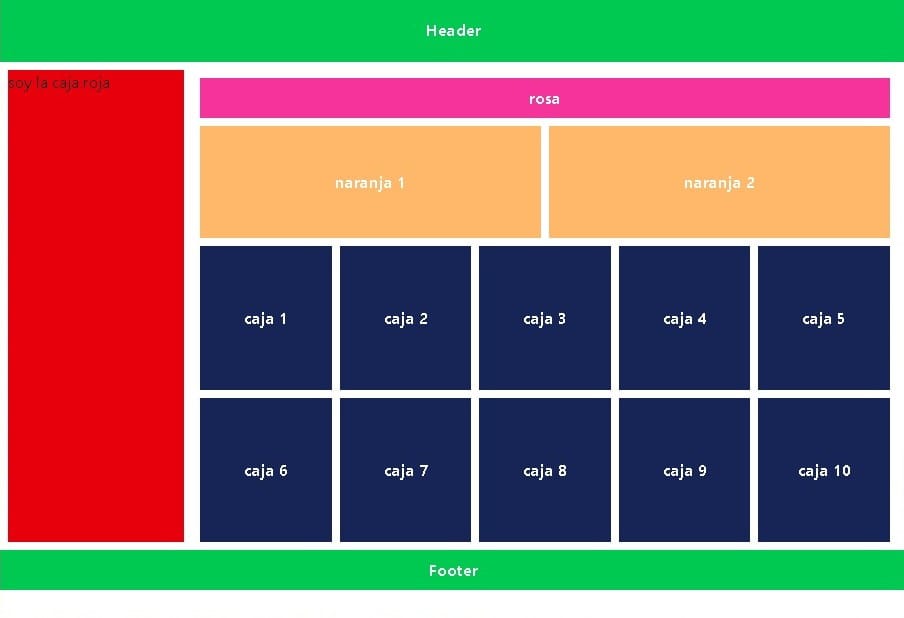 Header
soy la caja roja
rosa
naranja 1
naranja 2
caja 1
caja 2
caja 3
caja 4
caja 5
caja 6
caja 7
caja 8
caja 9
caja 10
Footer